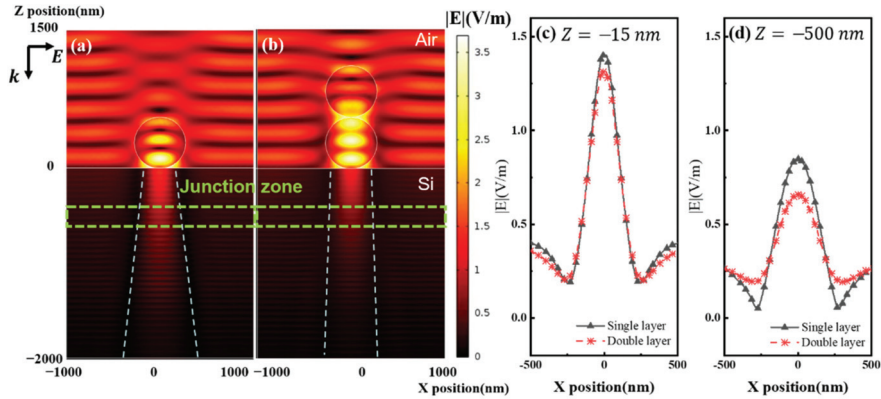 Z position(nm)
1500
0
−2000
E
k
(a)
(b)
Air
Si
Junction zone
−1000
0
1000
−1000
0
1000
X position(nm)
|E|(V/m)
3.5
3
2.5
2
1.5
1
0.5
0
(c) Z = −15 nm
|E|(V/m)
1.5
1.0
0.5
0.0
Single layer
Double layer
-500
0
500
X position(nm)
(d) Z = −500 nm
|E|(V/m)
1.5
1.0
0.5
0.0
Single layer
Double layer
-500
0
500
X position(nm)